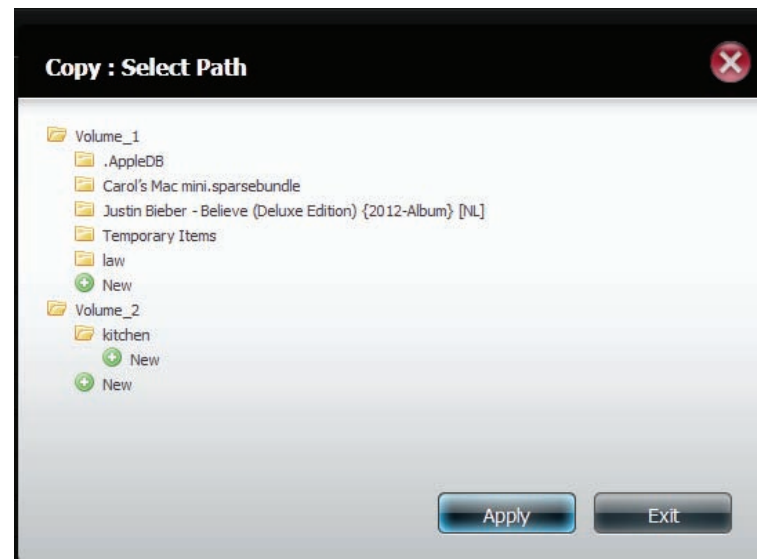 Copy : Select Path
Volume_1
.AppleDB
Carol's Mac mini.sparsebundle
Justin Bieber - Believe (Deluxe Edition) {2012-Album} [NL]
Temporary Items
law
New
Volume_2
kitchen
New
New
Apply Exit